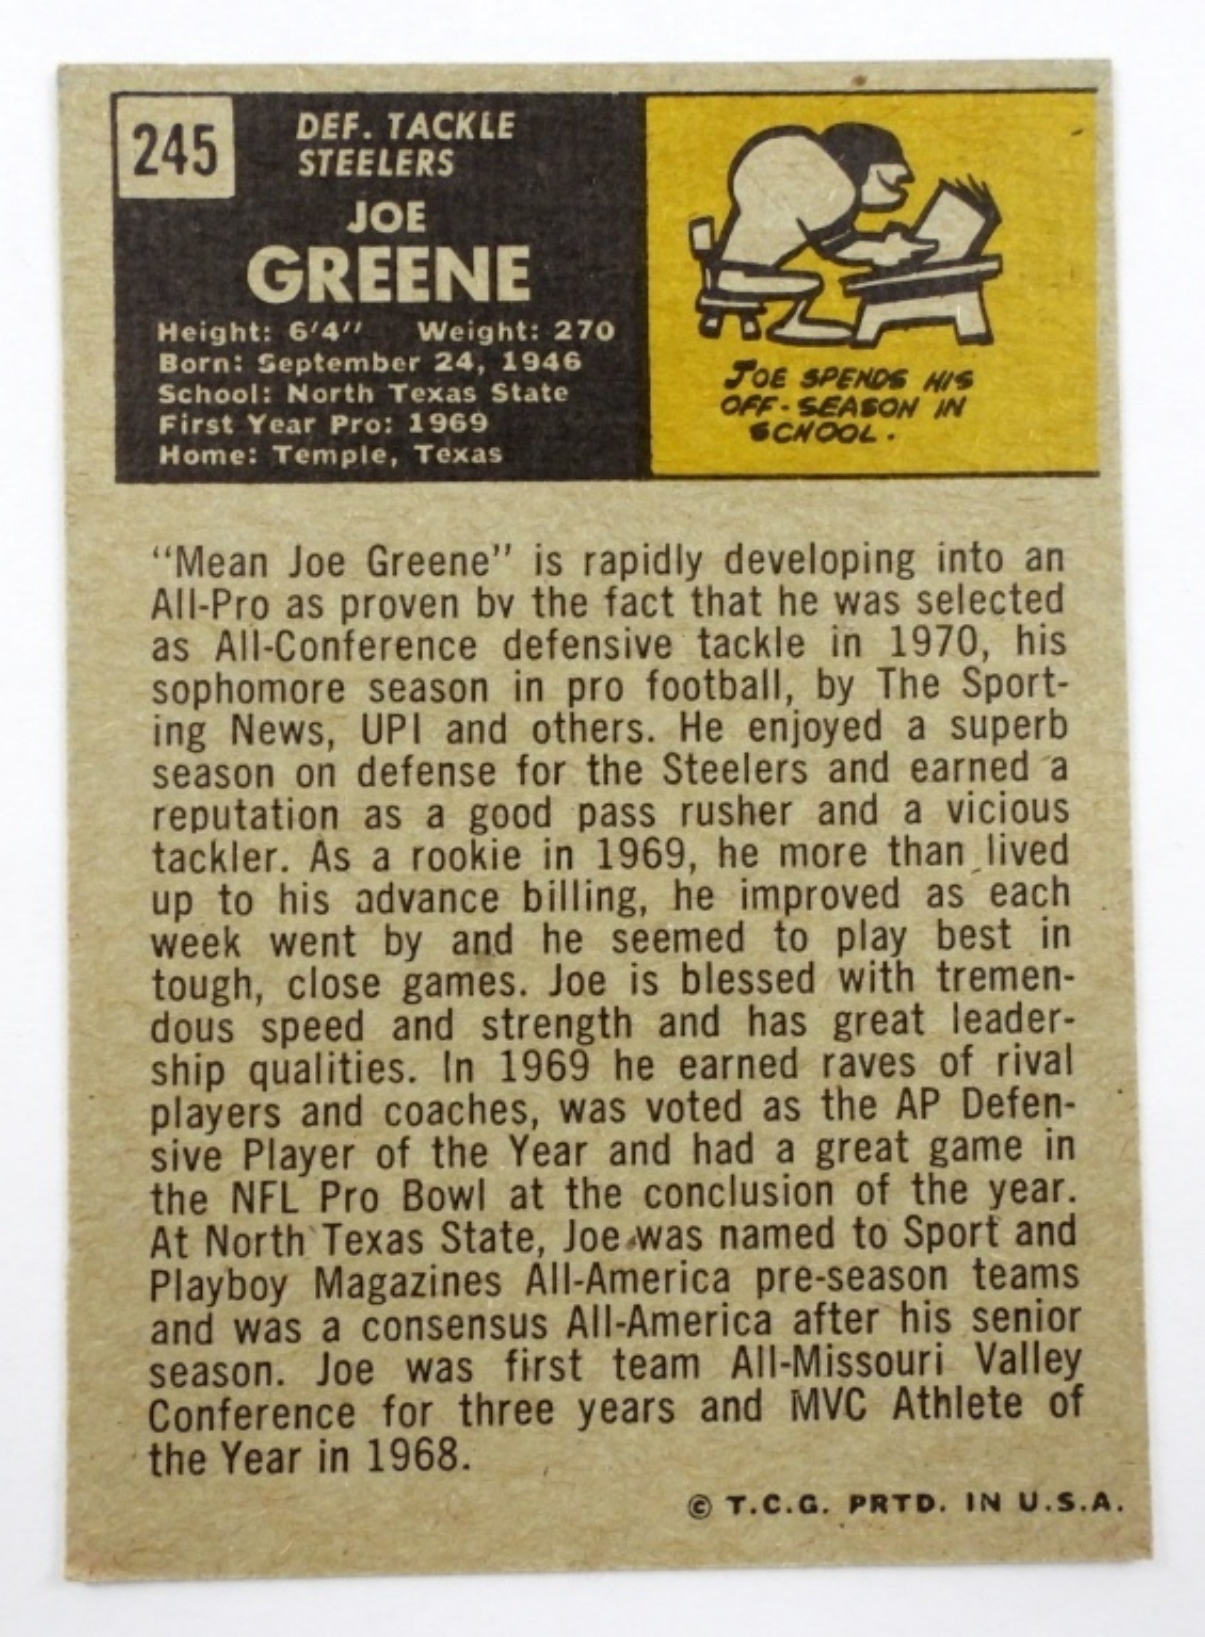 245
DEF. TACKLE
STEELERS
JOE
GREENE
Height: 6'4" Weight: 270
Born: September 24, 1946
School: North Texas State
First Year Pro: 1969
Home: Temple, Texas
JOE SPENDS HIS
OFF-SEASON IN
SCHOOL.
"Mean Joe Greene" is rapidly developing into an
All-Pro as proven by the fact that he was selected
as All-Conference defensive tackle in 1970, his
sophomore season in pro football, by The Sport-
ing News, UPI and others. He enjoyed a superb
season on defense for the Steelers and earned a
reputation as a good pass rusher and a vicious
tackler. As a rookie in 1969, he more than lived
up to his advance billing, he improved as each
week went by and he seemed to play best in
tough, close games. Joe is blessed with tremen-
dous speed and strength and has great leader-
ship qualities. In 1969 he earned raves of rival
players and coaches, was voted as the AP Defen-
sive Player of the Year and had a great game in
the NFL Pro Bowl at the conclusion of the year.
At North Texas State, Joe was named to Sport and
Playboy Magazines All-America pre-season teams
and was a consensus All-America after his senior
season. Joe was first team All-Missouri Valley
Conference for three years and MVC Athlete of
the Year in 1968.
© T.C.G. PRTD. IN U.S.A.